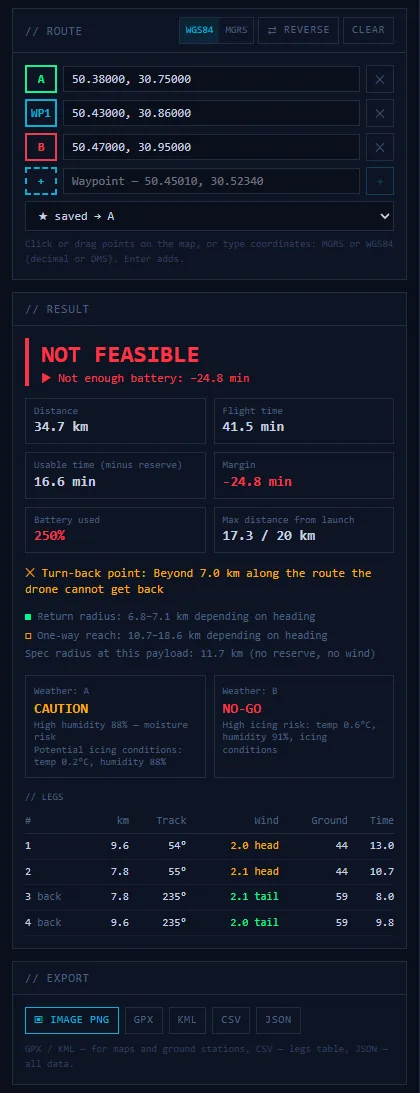 // ROUTE
WGS84 MGRS ⇄ REVERSE CLEAR
A 50.38000, 30.75000 ×
WP1 50.43000, 30.86000 ×
B 50.47000, 30.95000 ×
+ Waypoint — 50.45010, 30.52340 +
★ saved → A
Click or drag points on the map, or type coordinates: MGRS or WGS84
(decimal or DMS). Enter adds.
// RESULT
NOT FEASIBLE
▶ Not enough battery: −24.8 min
Distance
34.7 km
Flight time
41.5 min
Usable time (minus reserve)
16.6 min
Margin
-24.8 min
Battery used
250%
Max distance from launch
17.3 / 20 km
✕ Turn-back point: Beyond 7.0 km along the route the
drone cannot get back
Return radius: 6.8–7.1 km depending on heading
One-way reach: 10.7–18.6 km depending on heading
Spec radius at this payload: 11.7 km (no reserve, no wind)
Weather: A
CAUTION
High humidity 88% — moisture
risk
Potential icing conditions:
temp 0.2°C, humidity 88%
Weather: B
NO-GO
High icing risk: temp 0.6°C,
humidity 91%, icing
conditions
// LEGS
# km Track Wind Ground Time
1 9.6 54° 2.0 head 44 13.0
2 7.8 55° 2.1 head 44 10.7
3 back 7.8 235° 2.1 tail 59 8.0
4 back 9.6 235° 2.0 tail 59 9.8
// EXPORT
▣ IMAGE PNG GPX KML CSV JSON
GPX / KML — for maps and ground stations, CSV — legs table, JSON —
all data.